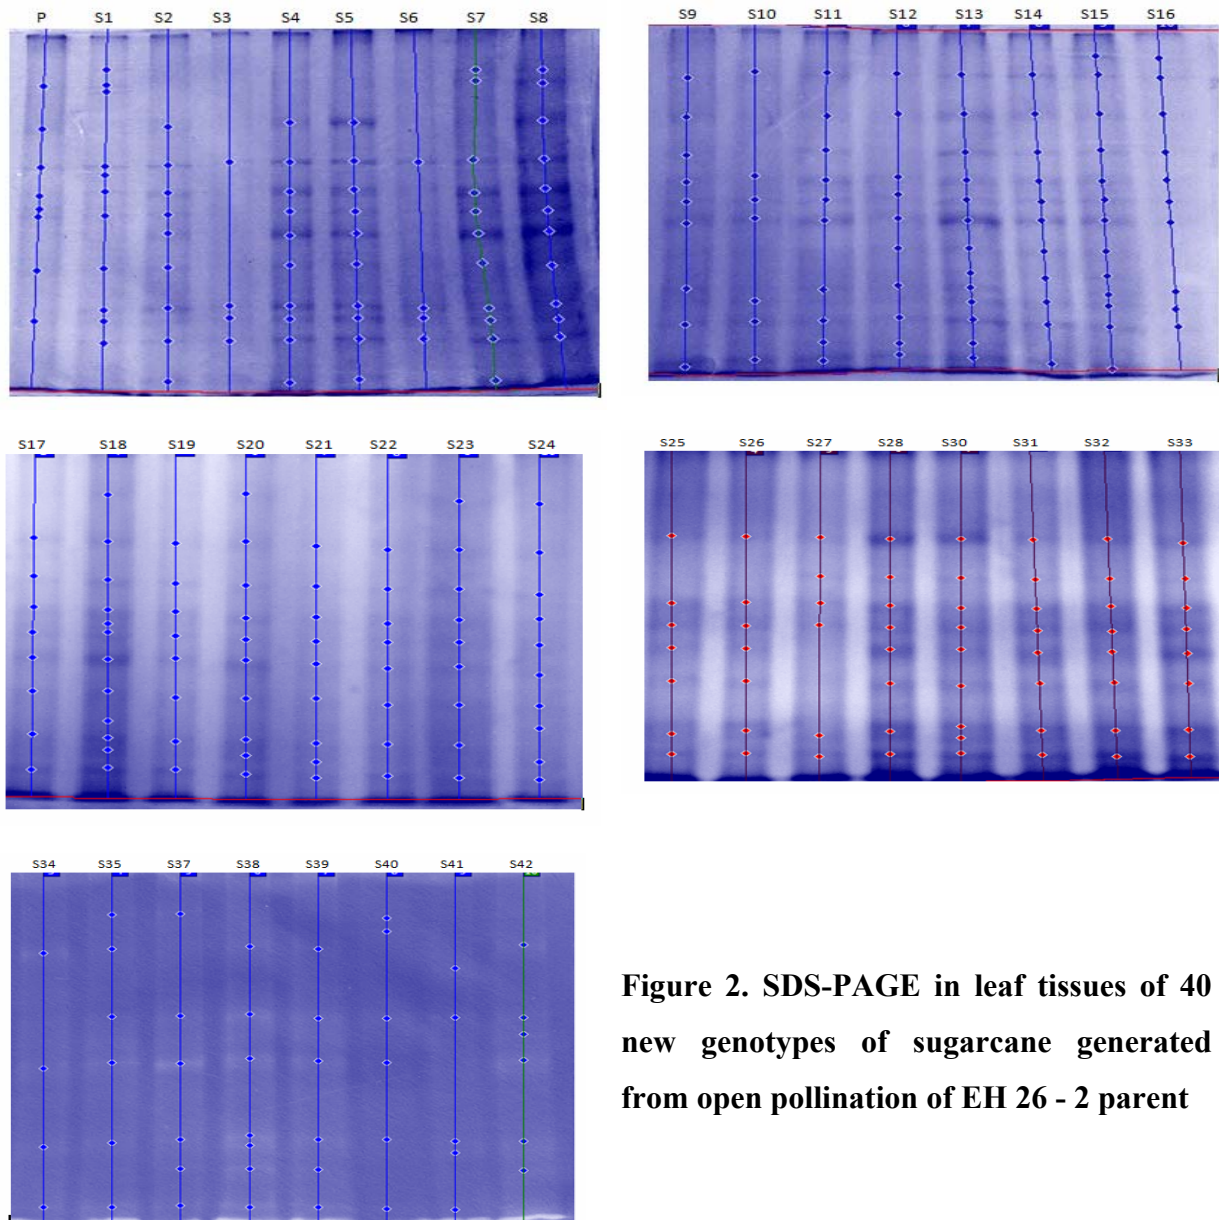 P S1 S2 S3 S4 S5 S6 S7 S8
S9 S10 S11 S12 S13 S14 S15 S16
S17 S18 S19 S20 S21 S22 S23 S24
S25 S26 S27 S28 S30 S31 S32 S33
S34 S35 S37 S38 S39 S40 S41 S42
Figure 2. SDS-PAGE in leaf tissues of 40
new genotypes of sugarcane generated
from open pollination of EH 26 - 2 parent